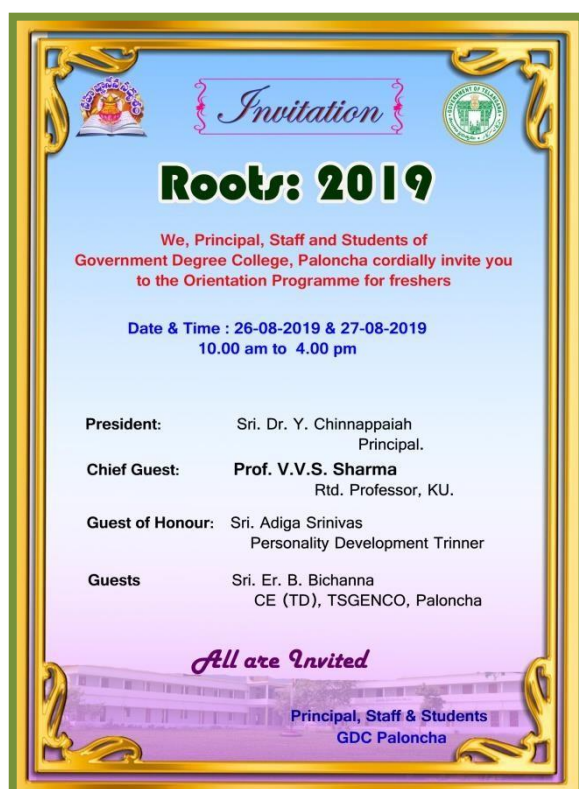 Invitation
GOVERNMENT OF TELANGANA
Roots: 2019
We, Principal, Staff and Students of
Government Degree College, Paloncha cordially invite you
to the Orientation Programme for freshers
Date & Time : 26-08-2019 & 27-08-2019
10.00 am to 4.00 pm
President: Sri. Dr. Y. Chinnappaiah
Principal.
Chief Guest: Prof. V.V.S. Sharma
Rtd. Professor, KU.
Guest of Honour: Sri. Adiga Srinivas
Personality Development Trinner
Guests Sri. Er. B. Bichanna
CE (TD), TSGENCO, Paloncha
All are Invited
Principal, Staff & Students
GDC Paloncha